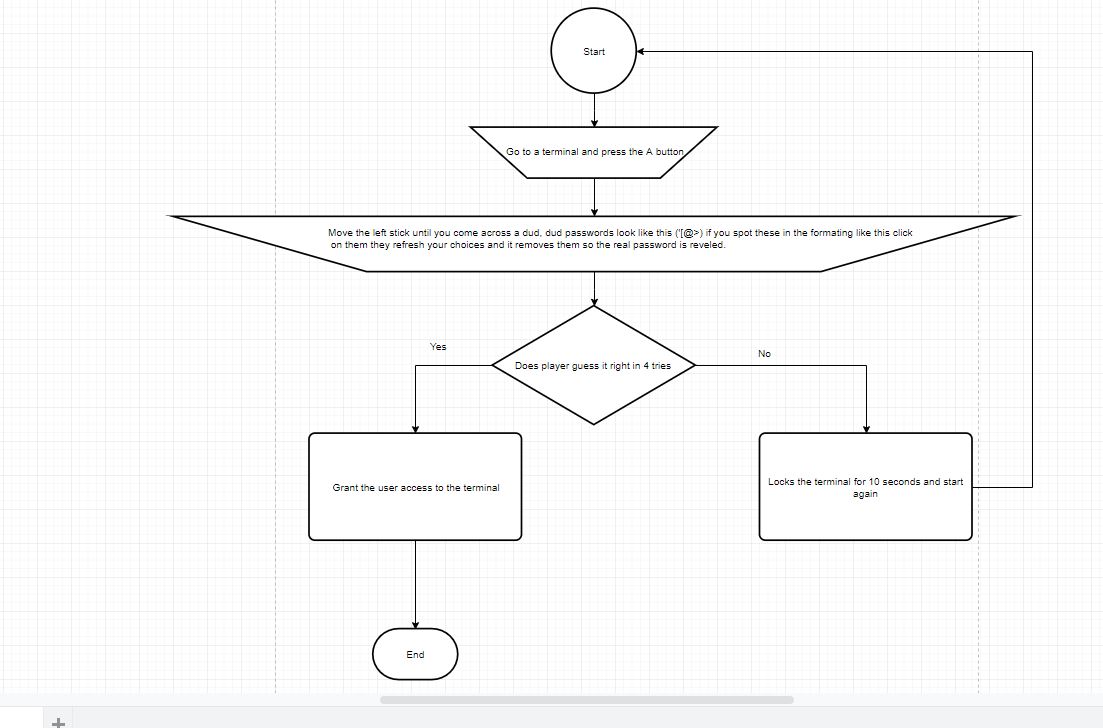 Start
Go to a terminal and press the A button
Move the left stick until you come across a dud, dud passwords look like this ('[@>) if you spot these in the formating like this click
on them they refresh your choices and it removes them so the real password is reveled.
Yes
No
Does player guess it right in 4 tries
Grant the user access to the terminal
Locks the terminal for 10 seconds and start
again
End